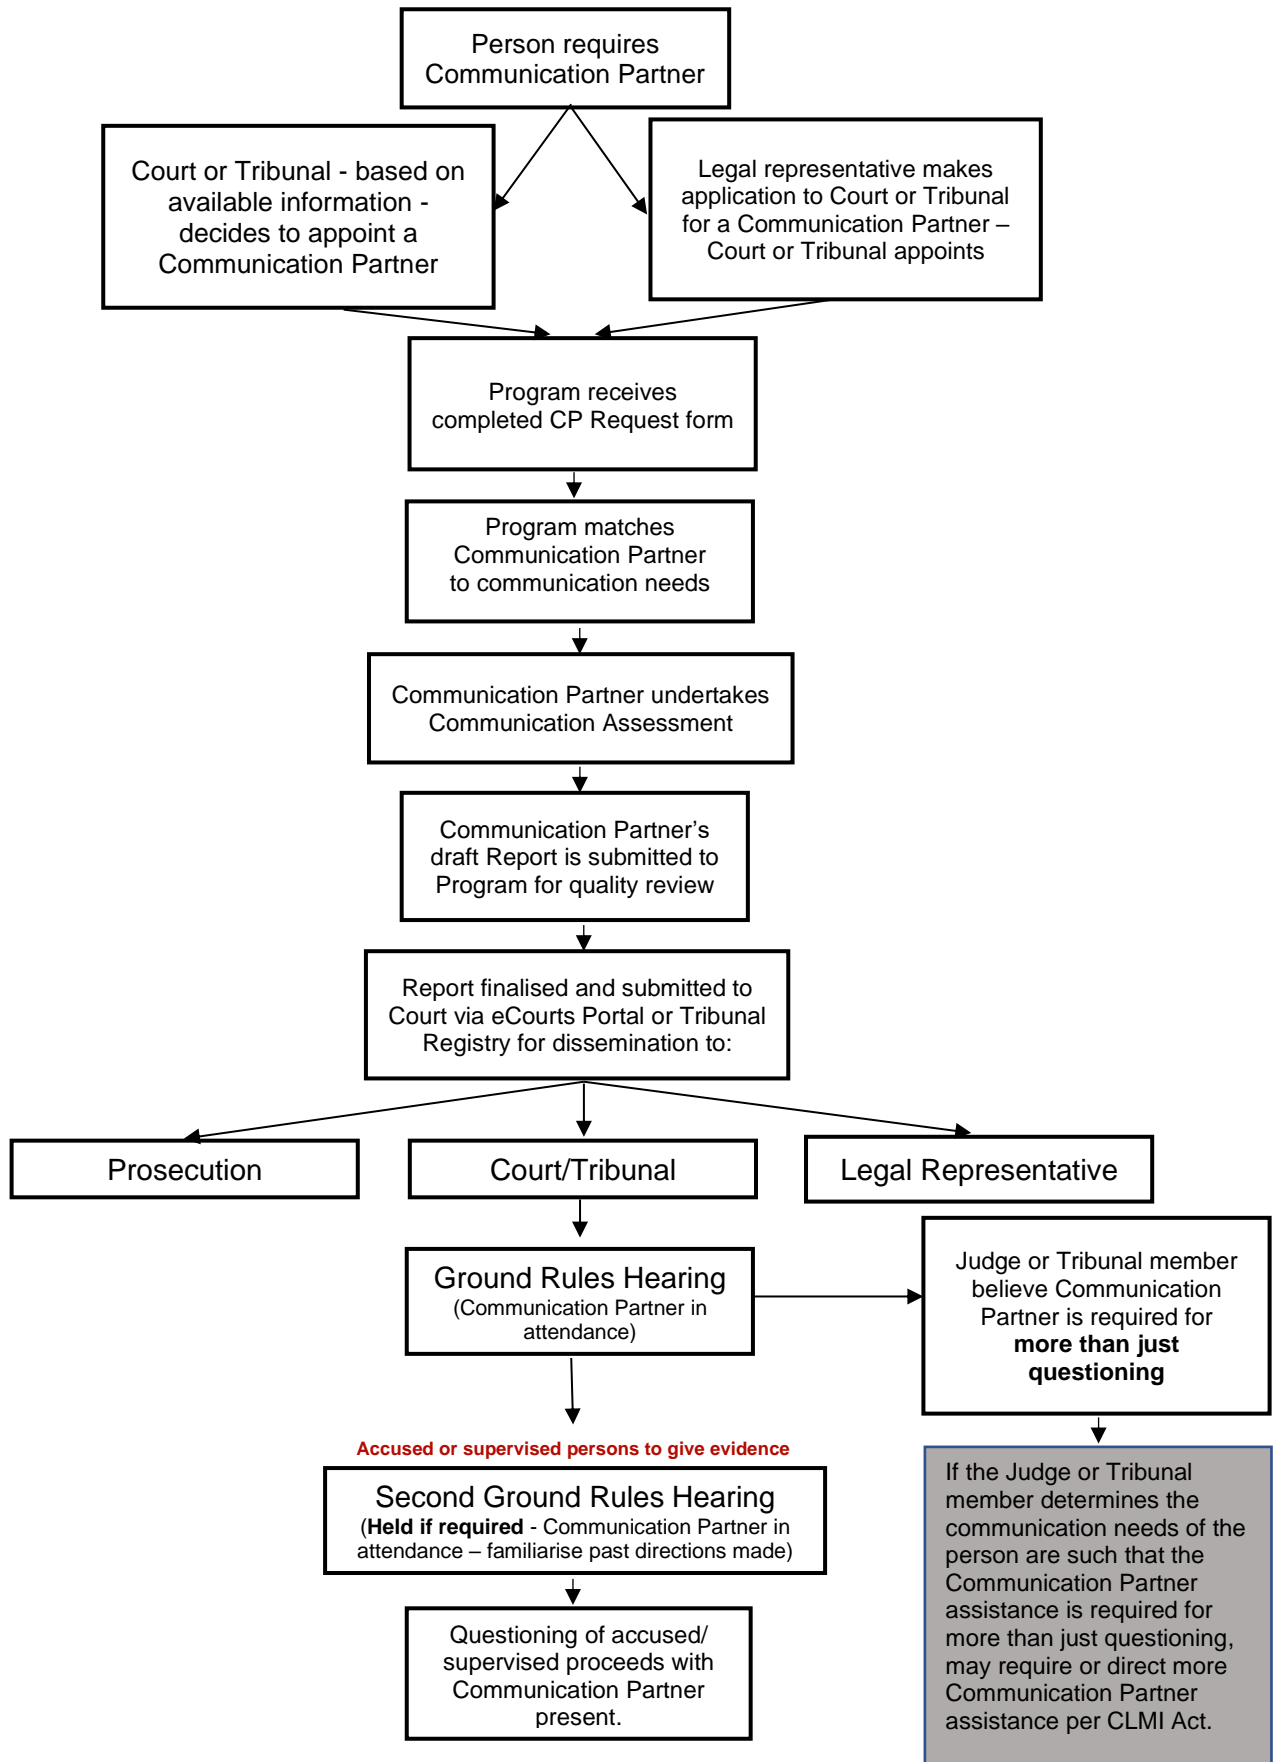 Person requires
Communication Partner
Court or Tribunal - based on
available information -
decides to appoint a
Communication Partner
Legal representative makes
application to Court or Tribunal
for a Communication Partner –
Court or Tribunal appoints
Program receives
completed CP Request form
Program matches
Communication Partner
to communication needs
Communication Partner undertakes
Communication Assessment
Communication Partner’s
draft Report is submitted to
Program for quality review
Report finalised and submitted to
Court via eCourts Portal or Tribunal
Registry for dissemination to:
Prosecution
Court/Tribunal
Legal Representative
Ground Rules Hearing
(Communication Partner in
attendance)
Judge or Tribunal member
believe Communication
Partner is required for
more than just
questioning
Accused or supervised persons to give evidence
Second Ground Rules Hearing
(Held if required - Communication Partner in
attendance – familiarise past directions made)
Questioning of accused/
supervised proceeds with
Communication Partner
present.
If the Judge or Tribunal
member determines the
communication needs of the
person are such that the
Communication Partner
assistance is required for
more than just questioning,
may require or direct more
Communication Partner
assistance per CLMI Act.